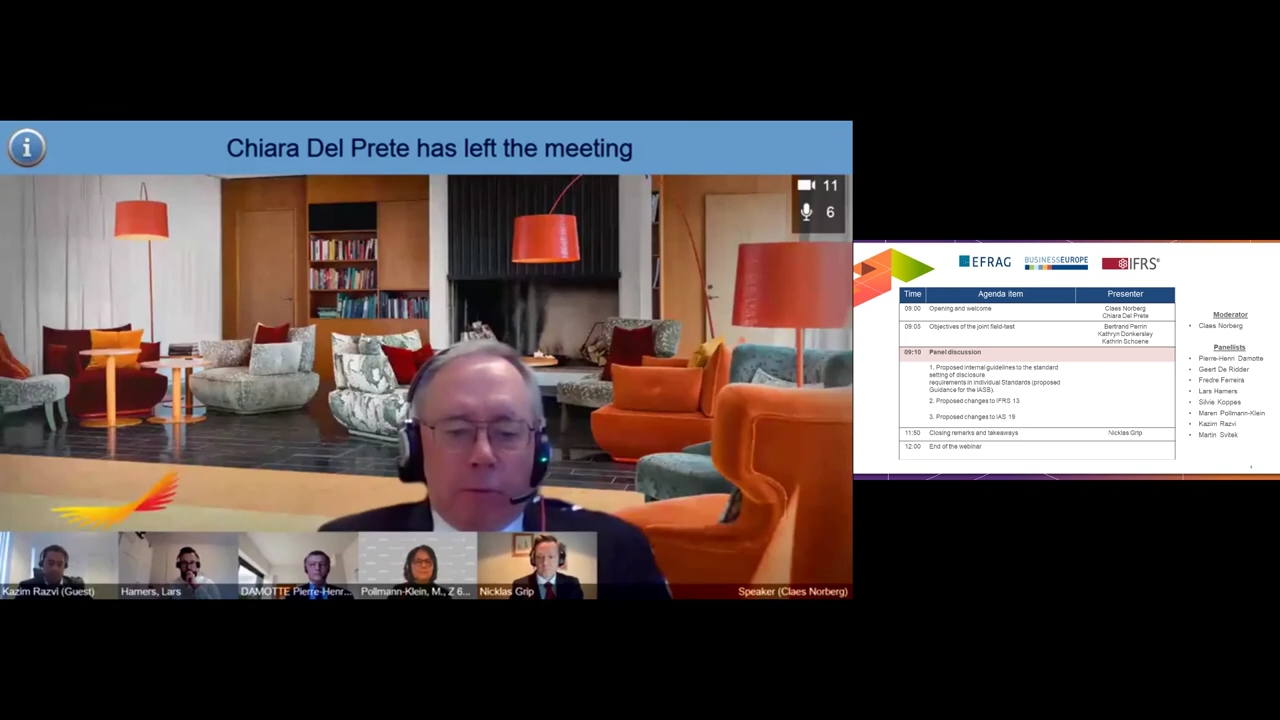 Chiara Del Prete has left the meeting
11
6
Kazim Razvi (Guest)
Hamers, Lars
DAMOTTE Pierre-Henr...
Pollmann-Klein, M., Z 6...
Nicklas Grip
Speaker (Claes Norberg)
EFRAG
BUSINESSEUROPE
IFRS®
Time Agenda item Presenter
09:00 Opening and welcome Claes Norberg
Chiara Del Prete
09:05 Objectives of the joint field-test Bertrand Perrin
Kathryn Donkersley
Kathrin Schoene
09:10 Panel discussion
1. Proposed internal guidelines to the standard
setting of disclosure
requirements in individual Standards (proposed
Guidance for the IASB).
2. Proposed changes to IFRS 13
3. Proposed changes to IAS 19
11:50 Closing remarks and takeaways Nicklas Grip
12:00 End of the webinar
Moderator
• Claes Norberg
Panellists
• Pierre-Henri Damotte
• Geert De Ridder
• Fredre Ferreira
• Lars Hamers
• Silvie Koppes
• Maren Pollmann-Klein
• Kazim Razvi
• Martin Svitek